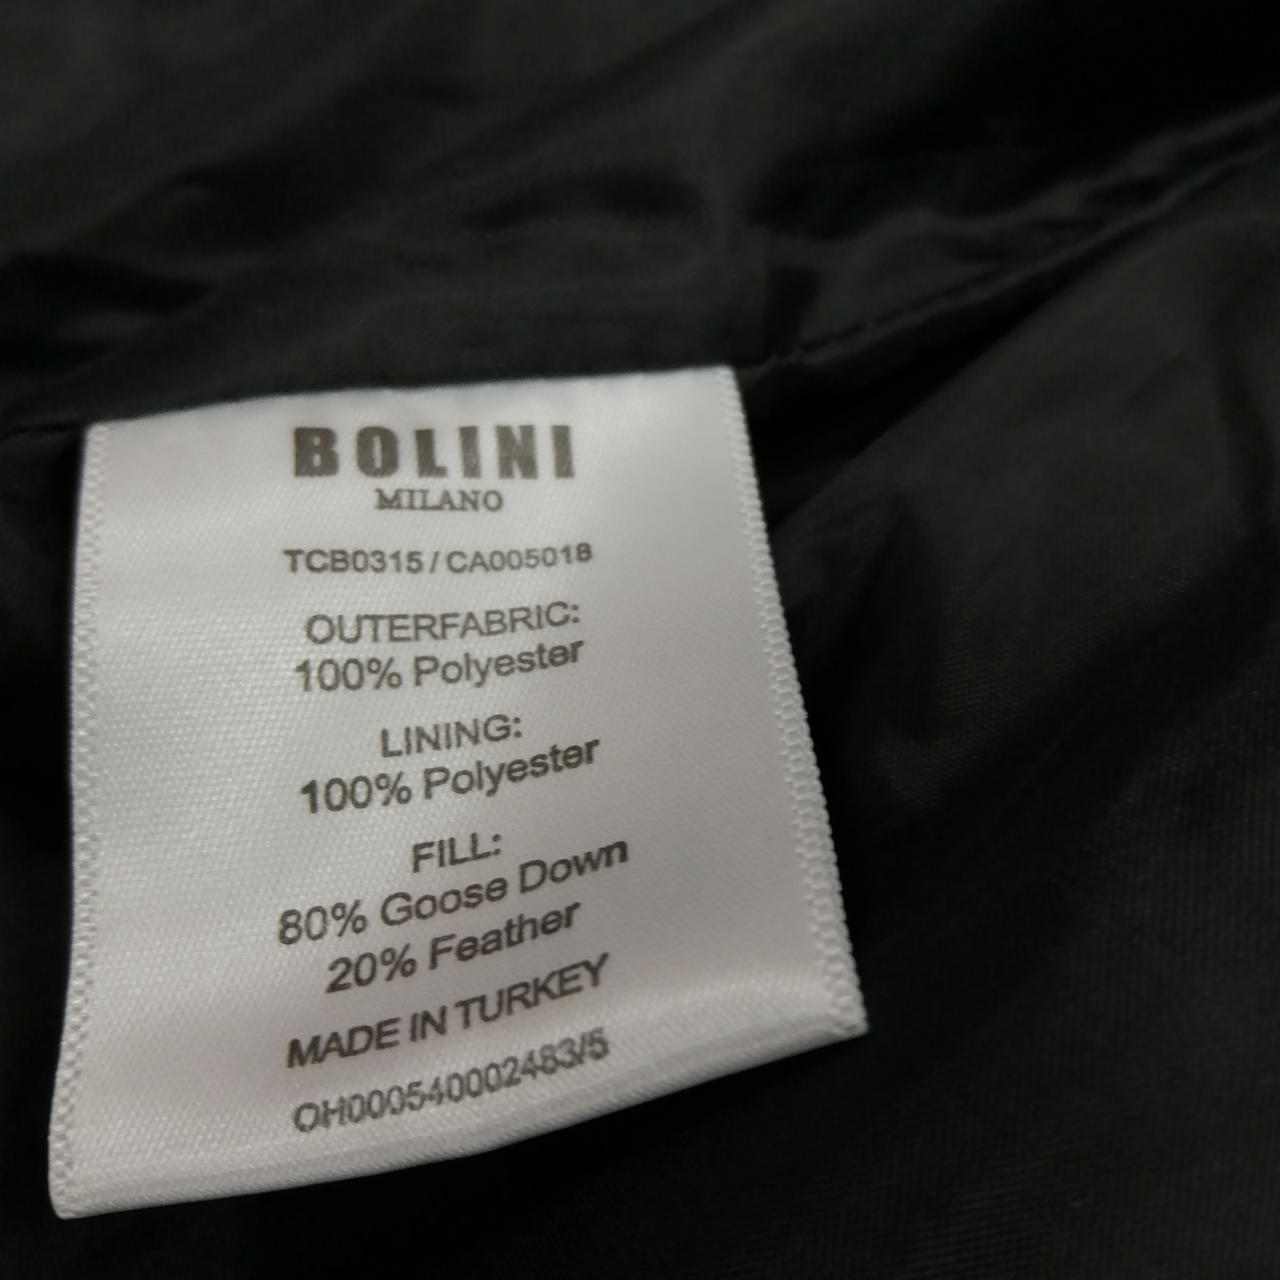 BOLINI
MILANO
TCB0315 / CA005018
OUTERFABRIC:
100% Polyester
LINING:
100% Polyester
FILL:
80% Goose Down
20% Feather
MADE IN TURKEY
OH000540002483/5